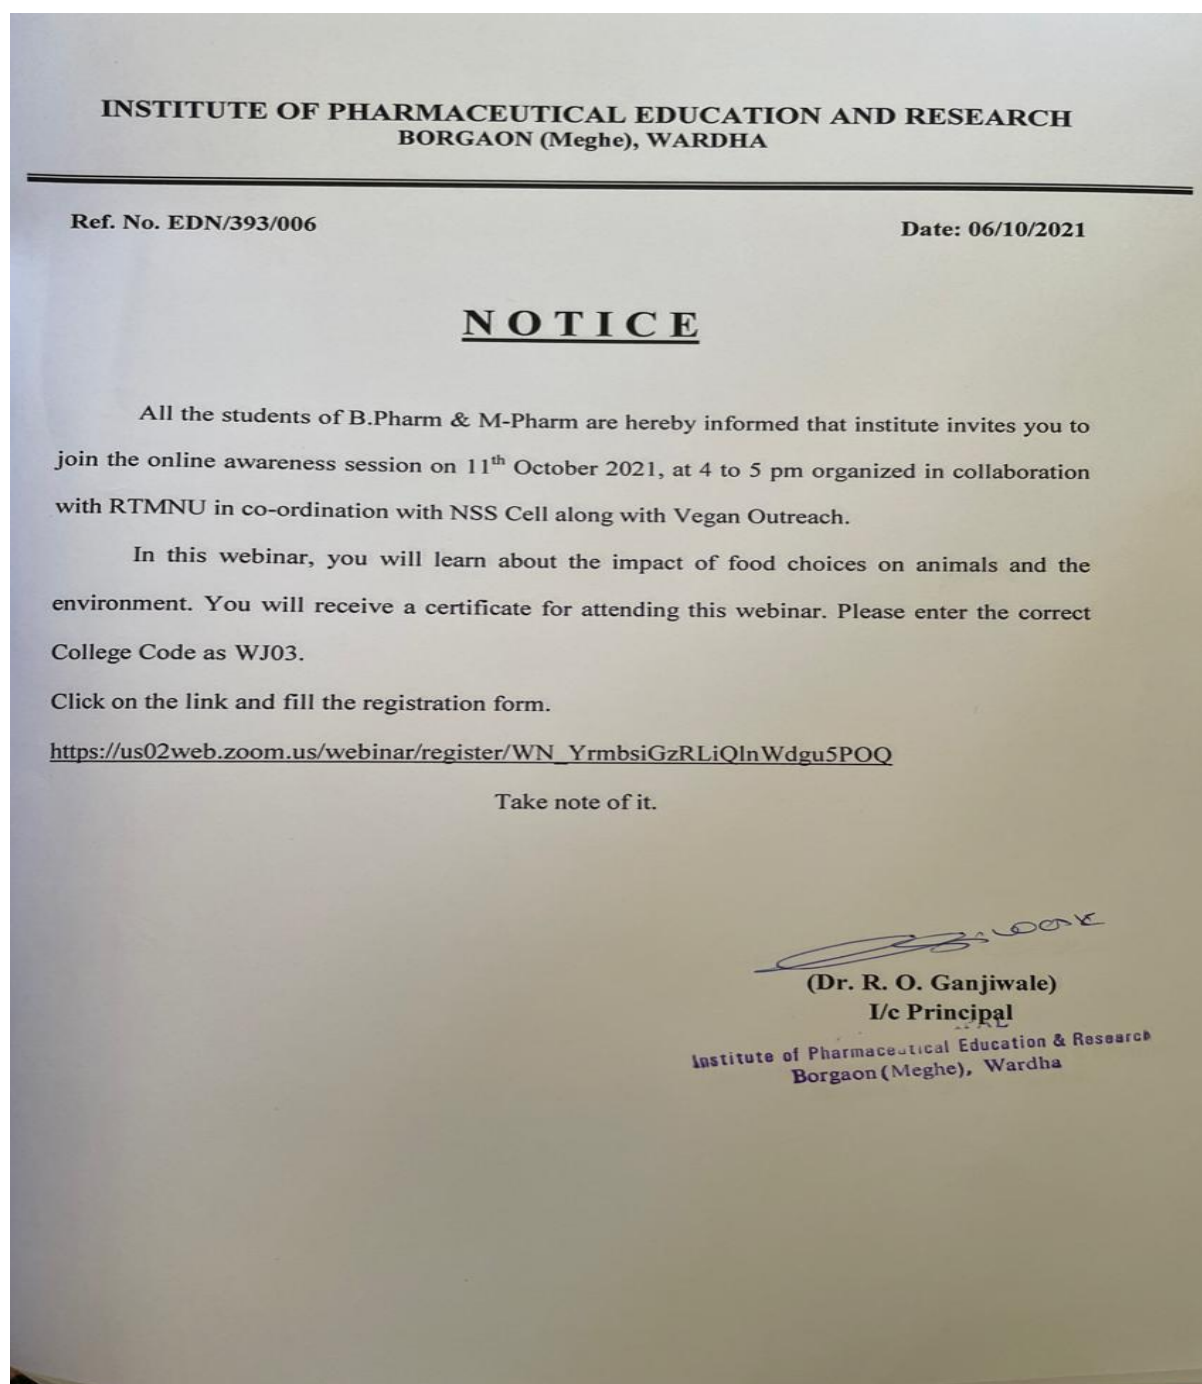 INSTITUTE OF PHARMACEUTICAL EDUCATION AND RESEARCH
BORGAON (Meghe), WARDHA
Ref. No. EDN/393/006
Date: 06/10/2021
NOTICE
All the students of B.Pharm & M-Pharm are hereby informed that institute invites you to
join the online awareness session on 11th October 2021, at 4 to 5 pm organized in collaboration
with RTMNU in co-ordination with NSS Cell along with Vegan Outreach.
In this webinar, you will learn about the impact of food choices on animals and the
environment. You will receive a certificate for attending this webinar. Please enter the correct
College Code as WJ03.
Click on the link and fill the registration form.
https://us02web.zoom.us/webinar/register/WN_YrmbsiGzRLiQlnWdgu5POQ
Take note of it.
(Dr. R. O. Ganjiwale)
I/c Principal
Institute of Pharmaceutical Education & Research
Borgaon (Meghe), Wardha